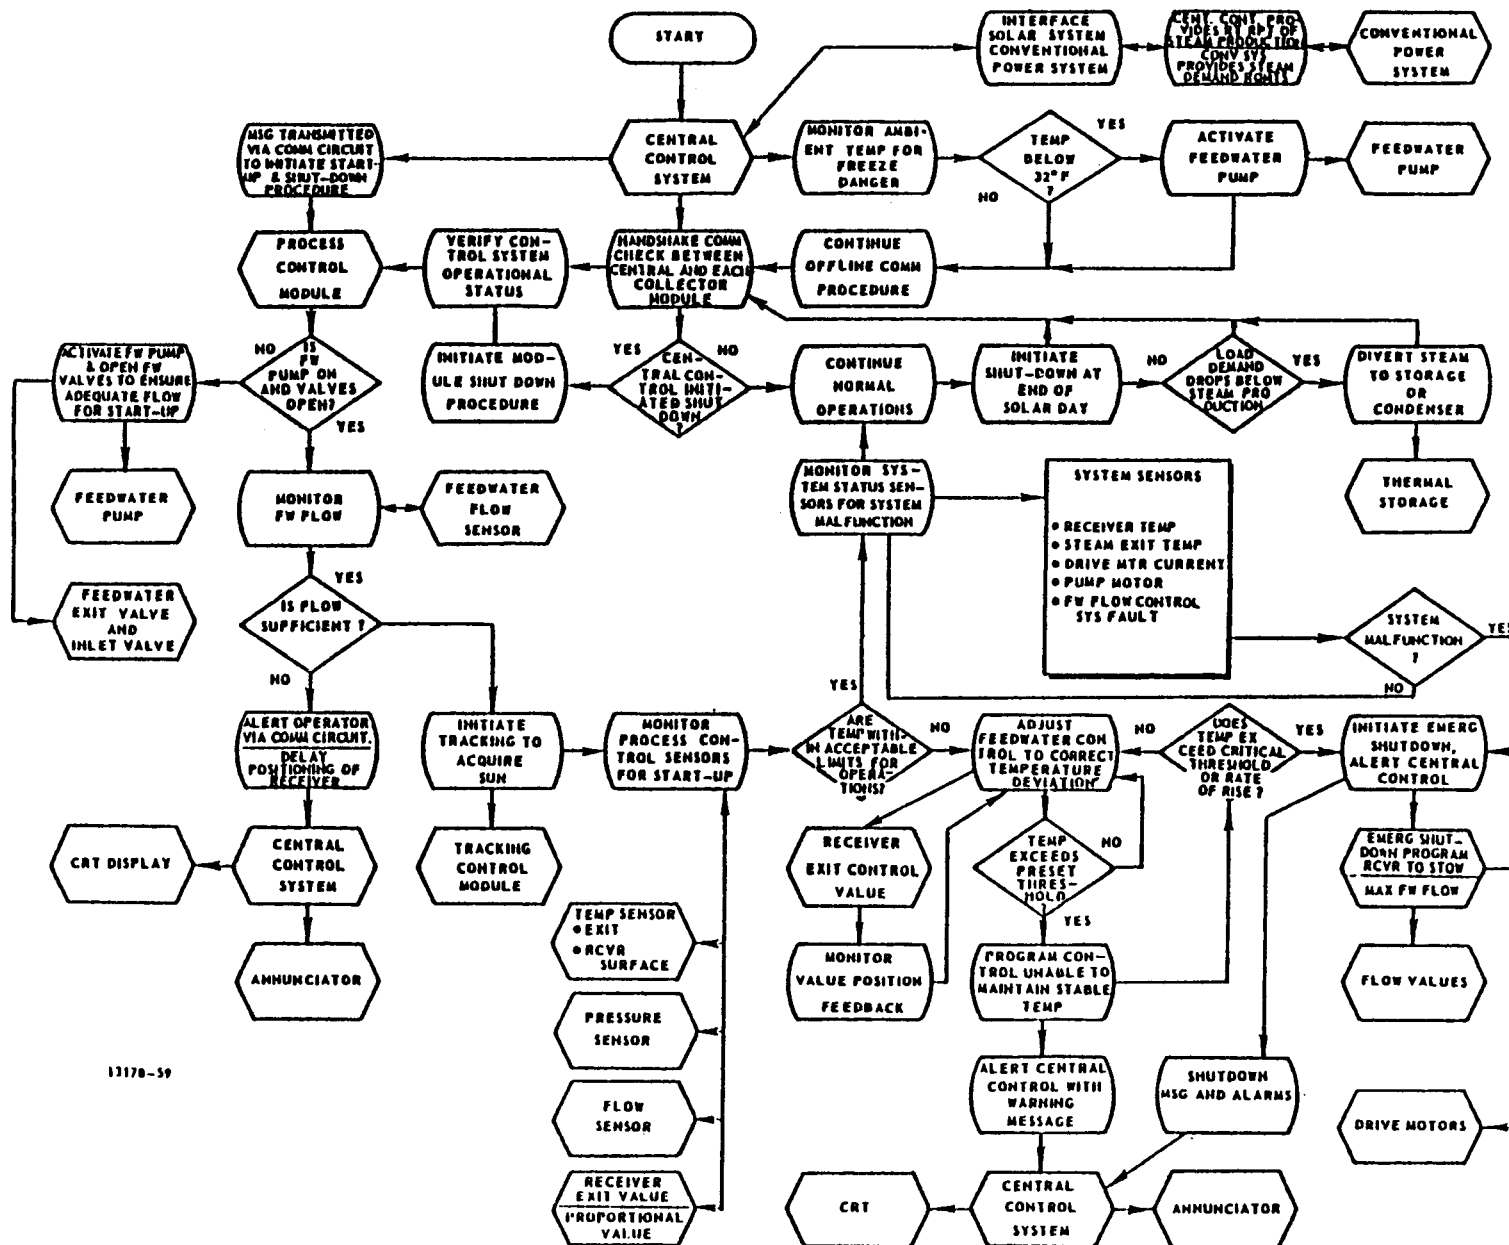 START
INTERFACE
SOLAR SYSTEM
CONVENTIONAL
POWER SYSTEM
CENT. CONT. PRO-
VIDES RT RPT OF
STEAM PRODUCTION
CONV SYS
PROVIDES STEAM
DEMAND RQMTS
CONVENTIONAL
POWER
SYSTEM
MSG TRANSMITTED
VIA COMM CIRCUIT
TO INITIATE START-
UP & SHUT-DOWN
PROCEDURE
CENTRAL
CONTROL
SYSTEM
MONITOR AMBI-
ENT TEMP FOR
FREEZE
DANGER
TEMP
BELOW
32° F
?
YES
NO
ACTIVATE
FEEDWATER
PUMP
FEEDWATER
PUMP
PROCESS
CONTROL
MODULE
VERIFY CON-
TROL SYSTEM
OPERATIONAL
STATUS
HANDSHAKE COMM
CHECK BETWEEN
CENTRAL AND EACH
COLLECTOR
MODULE
CONTINUE
OFFLINE COMM
PROCEDURE
ACTIVATE FW PUMP
& OPEN FW
VALVES TO ENSURE
ADEQUATE FLOW
FOR START-UP
NO
IS
FW
PUMP ON
AND VALVES
OPEN?
YES
INITIATE MOD-
ULE SHUT DOWN
PROCEDURE
YES
NO
CEN-
TRAL CON-
TROL INITI-
ATED SHUT
DOWN
?
CONTINUE
NORMAL
OPERATIONS
INITIATE
SHUT-DOWN AT
END OF
SOLAR DAY
NO
LOAD
DEMAND
DROPS BELOW
STEAM PRO
DUCTION
YES
DIVERT STEAM
TO STORAGE
OR
CONDENSER
FEEDWATER
PUMP
MONITOR
FW FLOW
FEEDWATER
FLOW
SENSOR
MONITOR SYS-
TEM STATUS SEN-
SORS FOR SYSTEM
MALFUNCTION
SYSTEM SENSORS
• RECEIVER TEMP
• STEAM EXIT TEMP
• DRIVE MTR CURRENT
• PUMP MOTOR
• FW FLOW CONTROL
SYS FAULT
THERMAL
STORAGE
FEEDWATER
EXIT VALVE
AND
INLET VALVE
YES
IS FLOW
SUFFICIENT ?
NO
SYSTEM
MALFUNCTION
?
YES
NO
ALERT OPERATOR
VIA COMM CIRCUIT.
DELAY
POSITIONING OF
RECEIVER
INITIATE
TRACKING TO
ACQUIRE
SUN
MONITOR
PROCESS CON-
TROL SENSORS
FOR START-UP
YES
ARE
TEMP WITH-
IN ACCEPTABLE
LIMITS FOR
OPERA-
TIONS?
NO
ADJUST
FEEDWATER CON-
TROL TO CORRECT
TEMPERATURE
DEVIATION
NO
DOES
TEMP EX
CEED CRITICAL
THRESHOLD
OR RATE
OF RISE ?
YES
INITIATE EMERG
SHUTDOWN,
ALERT CENTRAL
CONTROL
CRT DISPLAY
CENTRAL
CONTROL
SYSTEM
TRACKING
CONTROL
MODULE
RECEIVER
EXIT CONTROL
VALUE
TEMP
EXCEEDS
PRESET
THRES-
HOLD
?
NO
YES
EMERG SHUT-
DOWN PROGRAM
RCVR TO STOW
MAX FW FLOW
ANNUNCIATOR
TEMP SENSOR
• EXIT
• RCVR
SURFACE
MONITOR
VALUE POSITION
FEEDBACK
PROGRAM CON-
TROL UNABLE TO
MAINTAIN STABLE
TEMP
FLOW VALUES
PRESSURE
SENSOR
13178-59
FLOW
SENSOR
ALERT CENTRAL
CONTROL WITH
WARNING
MESSAGE
SHUTDOWN
MSG AND ALARMS
DRIVE MOTORS
RECEIVER
EXIT VALUE
PROPORTIONAL
VALUE
CRT
CENTRAL
CONTROL
SYSTEM
ANNUNCIATOR